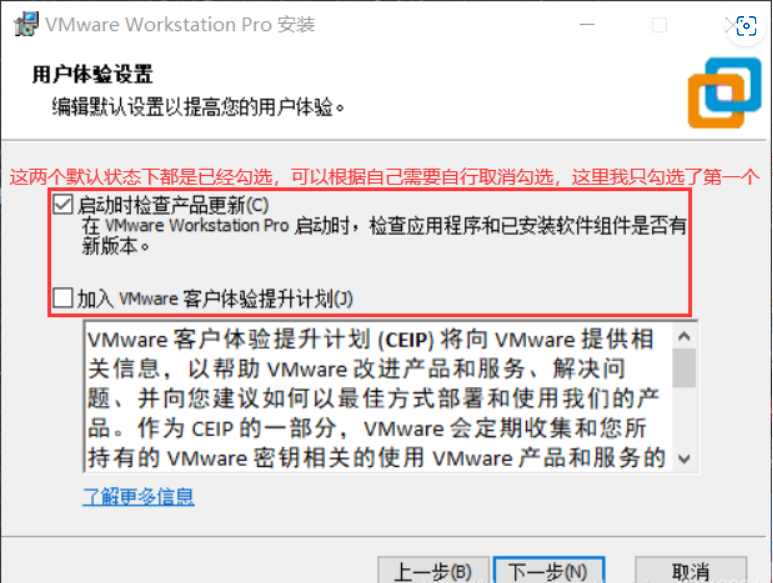 VMware Workstation Pro 安装
用户体验设置
编辑默认设置以提高您的用户体验。
这两个默认状态下都是已经勾选，可以根据自己需要自行取消勾选，这里我只勾选了第一个
启动时检查产品更新(C)
在 VMware Workstation Pro 启动时，检查应用程序和已安装软件组件是否有
新版本。
加入 VMware 客户体验提升计划(J)
VMware 客户体验提升计划 (CEIP) 将向 VMware 提供相
关信息，以帮助 VMware 改进产品和服务、解决问
题、并向您建议如何以最佳方式部署和使用我们的产
品。作为 CEIP 的一部分，VMware 会定期收集和您所
持有的 VMware 密钥相关的使用 VMware 产品和服务的
了解更多信息
上一步(B) 下一步(N) 取消